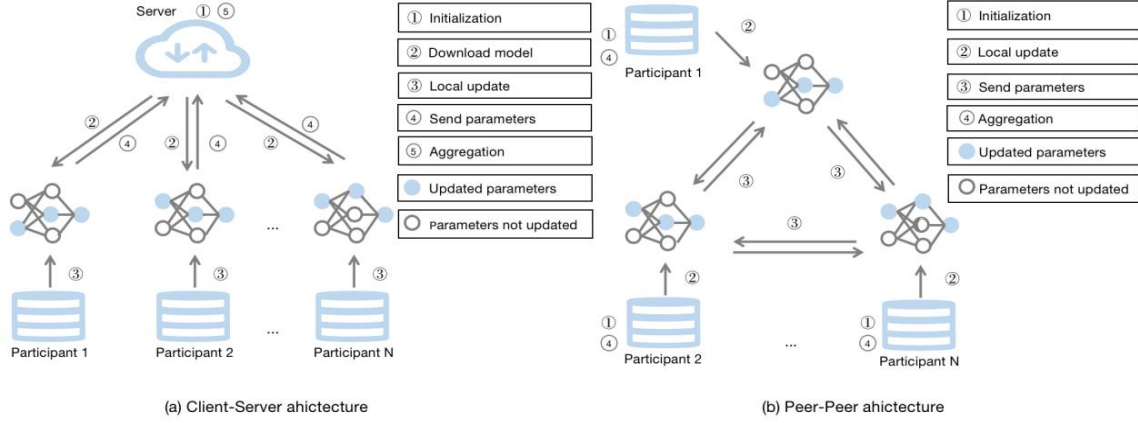 Server ① ⑤
② ④ ② ④ ② ④
③ ③ ③
... ...
Participant 1 Participant 2 Participant N
① Initialization
② Download model
③ Local update
④ Send parameters
⑤ Aggregation
Updated parameters
Parameters not updated
(a) Client-Server ahictecture
① ④
Participant 1
②
③ ③
③
② ②
① ④
Participant 2
...
① ④
Participant N
① Initialization
② Local update
③ Send parameters
④ Aggregation
Updated parameters
Parameters not updated
(b) Peer-Peer ahictecture